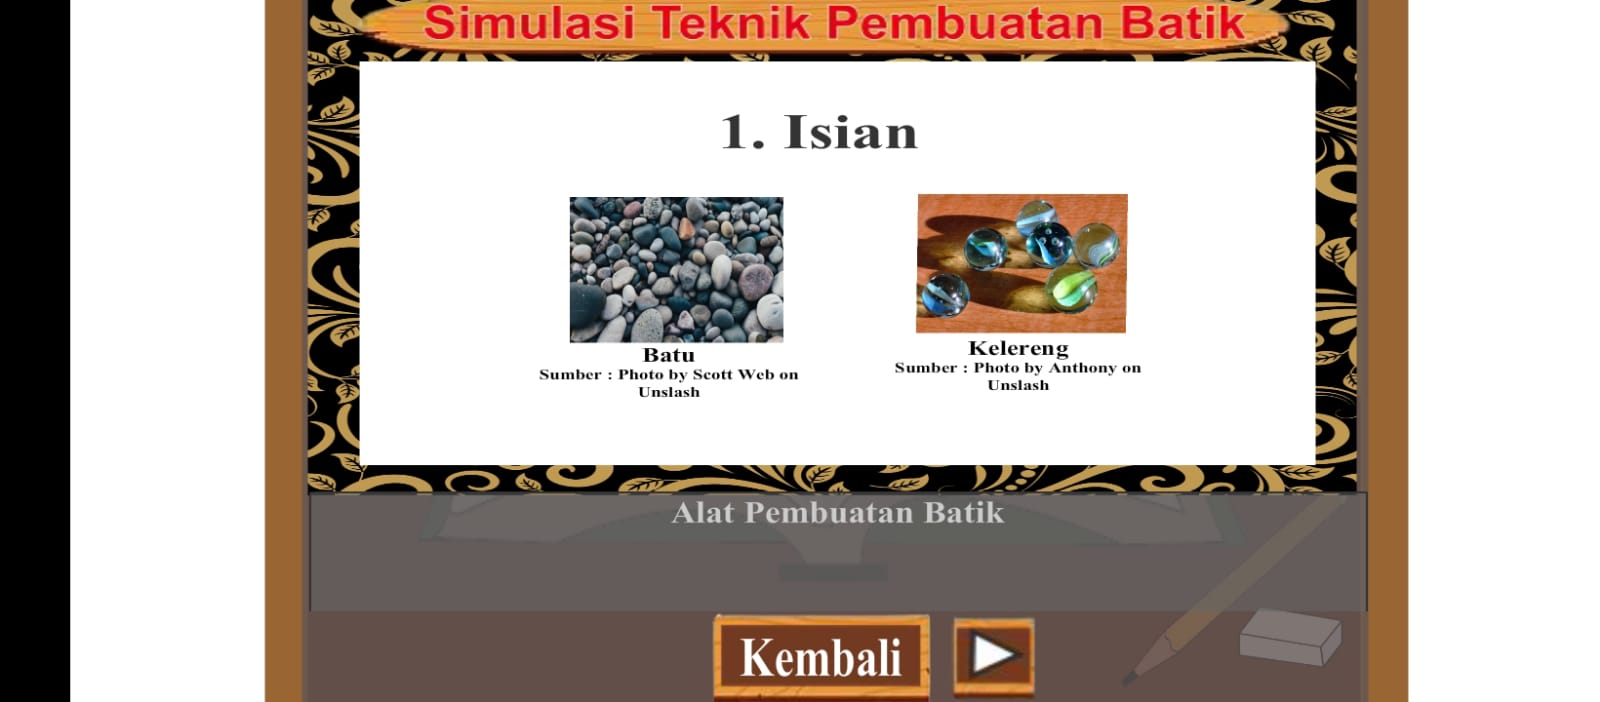 Simulasi Teknik Pembuatan Batik
1. Isian
Batu
Sumber : Photo by Scott Web on
Unslash
Kelereng
Sumber : Photo by Anthony on
Unslash
Alat Pembuatan Batik
Kembali